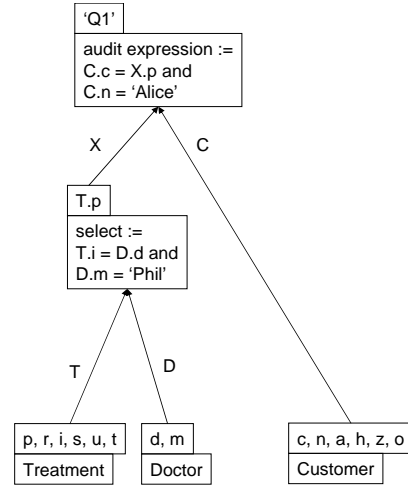 ‘Q1’
audit expression :=
C.c = X.p and
C.n = ‘Alice’
X
C
T.p
select :=
T.i = D.d and
D.m = ‘Phil’
T
D
p, r, i, s, u, t
d, m
c, n, a, h, z, o
Treatment
Doctor
Customer